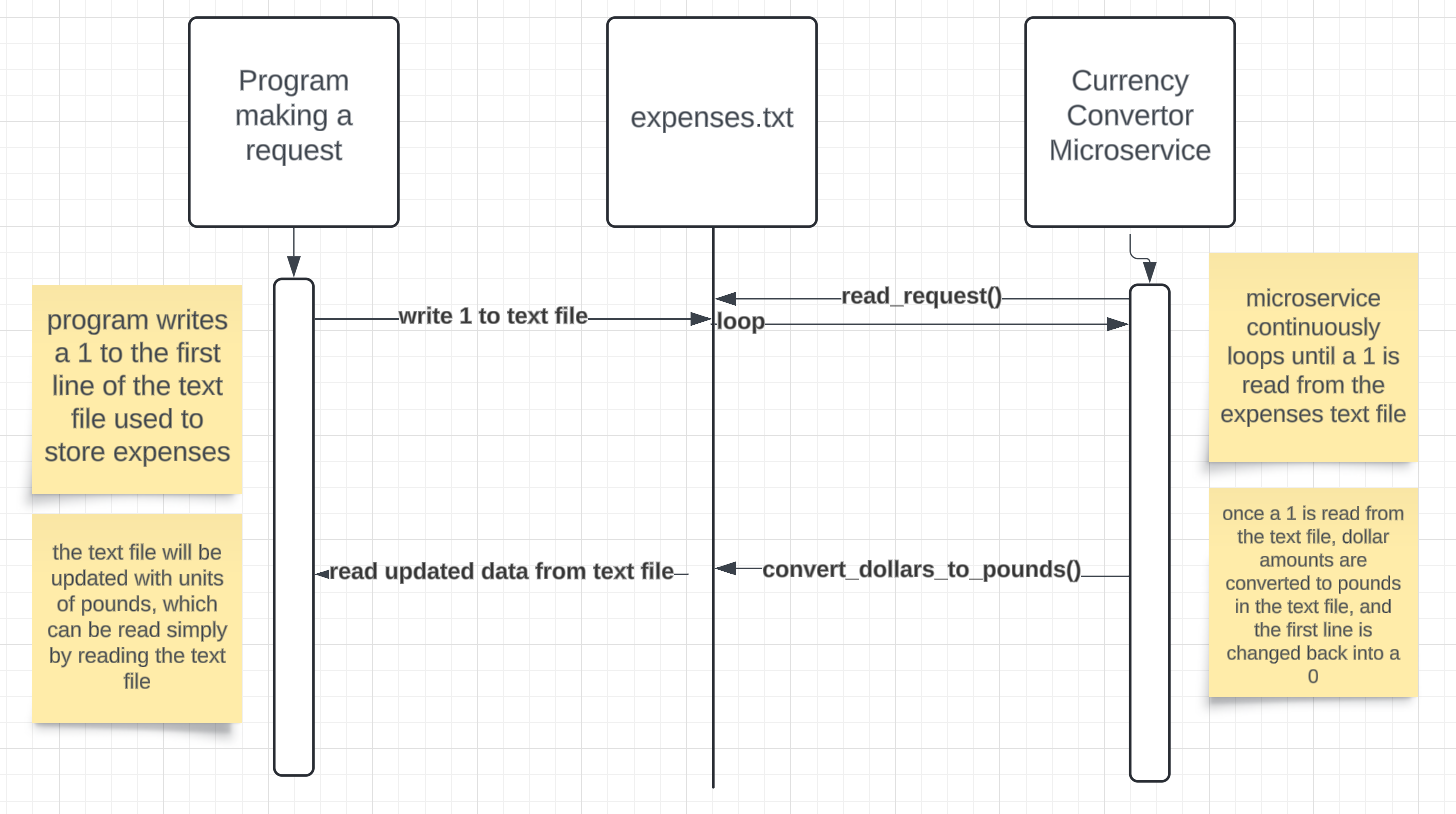 Program
making a
request
expenses.txt
Currency
Convertor
Microservice
program writes
a 1 to the first
line of the text
file used to
store expenses
write 1 to text file
read_request()
loop
microservice
continuously
loops until a 1 is
read from the
expenses text file
the text file will be
updated with units
of pounds, which
can be read simply
by reading the text
file
read updated data from text file
convert_dollars_to_pounds()
once a 1 is read from
the text file, dollar
amounts are
converted to pounds
in the text file, and
the first line is
changed back into a
0